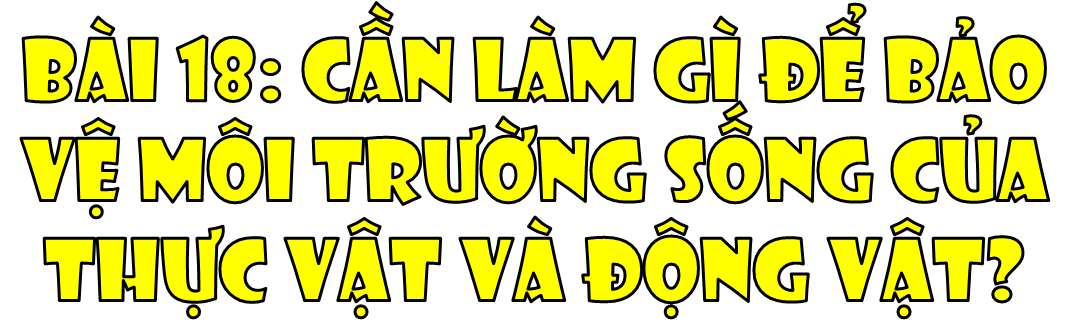 BÀI 18: CẦN LÀM GÌ ĐỂ BẢO
VỆ MÔI TRƯỜNG SỐNG CỦA
THỰC VẬT VÀ ĐỘNG VẬT?